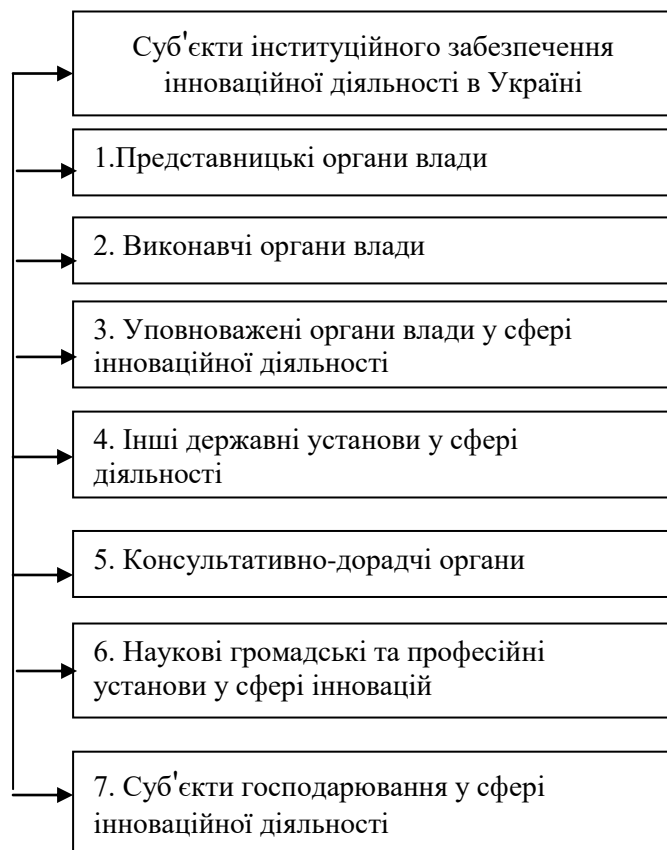 Суб'єкти інституційного забезпечення
інноваційної діяльності в Україні
1.Представницькі органи влади
2. Виконавчі органи влади
3. Уповноважені органи влади у сфері
інноваційної діяльності
4. Інші державні установи у сфері
діяльності
5. Консультативно-дорадчі органи
6. Наукові громадські та професійні
установи у сфері інновацій
7. Суб'єкти господарювання у сфері
інноваційної діяльності